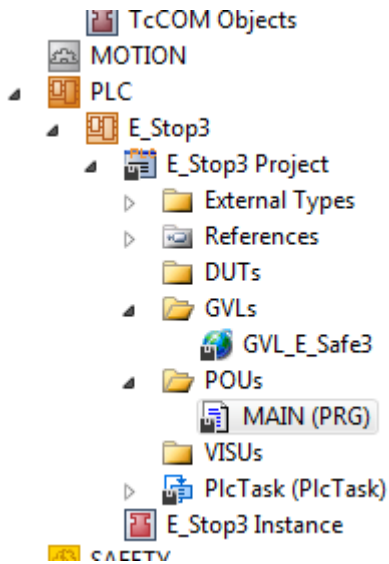 TcCOM Objects
MOTION
PLC
E_Stop3
E_Stop3 Project
External Types
References
DUTs
GVLs
GVL_E_Safe3
POUs
MAIN (PRG)
VISUs
PlcTask (PlcTask)
E_Stop3 Instance
SAFETY